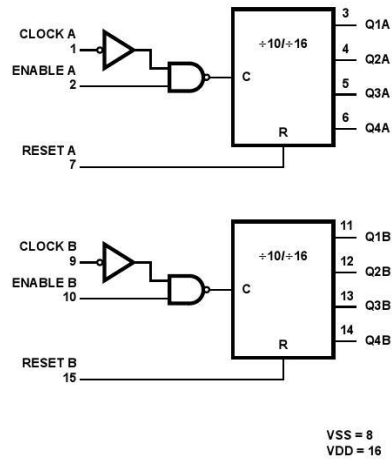 CLOCK A
1
ENABLE A
2
RESET A
7
÷10/÷16
C
R
3 Q1A
4 Q2A
5 Q3A
6 Q4A
CLOCK B
9
ENABLE B
10
RESET B
15
÷10/÷16
C
R
11 Q1B
12 Q2B
13 Q3B
14 Q4B
VSS = 8
VDD = 16